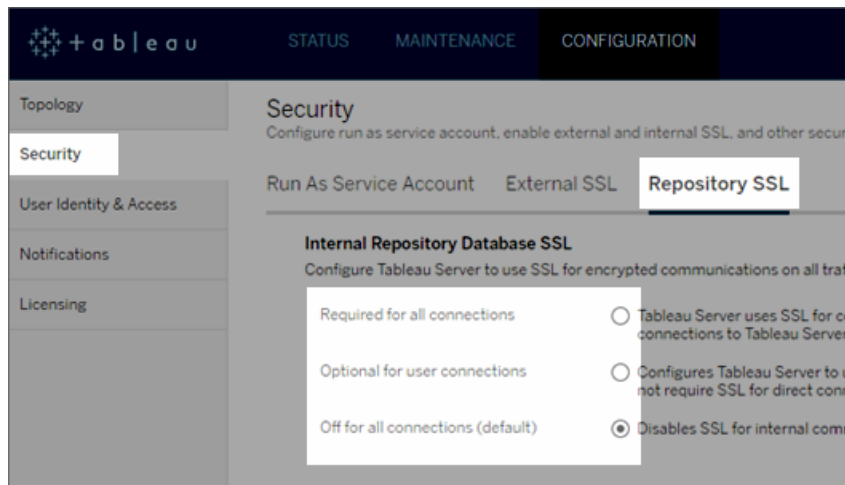 + a b | e a u
STATUS MAINTENANCE CONFIGURATION
Topology
Security
User Identity & Access
Notifications
Licensing
Security
Configure run as service account, enable external and internal SSL, and other secur
Run As Service Account External SSL Repository SSL
Internal Repository Database SSL
Configure Tableau Server to use SSL for encrypted communications on all traf
Required for all connections Tableau Server uses SSL for c
connections to Tableau Server
Optional for user connections Configures Tableau Server to u
not require SSL for direct conn
Off for all connections (default) Disables SSL for internal com